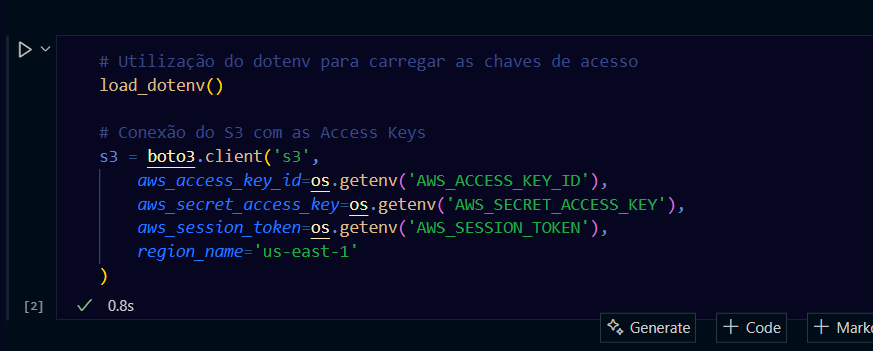 # Utilização do dotenv para carregar as chaves de acesso
load_dotenv()
# Conexão do S3 com as Access Keys
s3 = boto3.client('s3',
aws_access_key_id=os.getenv('AWS_ACCESS_KEY_ID'),
aws_secret_access_key=os.getenv('AWS_SECRET_ACCESS_KEY'),
aws_session_token=os.getenv('AWS_SESSION_TOKEN'),
region_name='us-east-1'
)
[2] 0.8s
Generate + Code + Marko